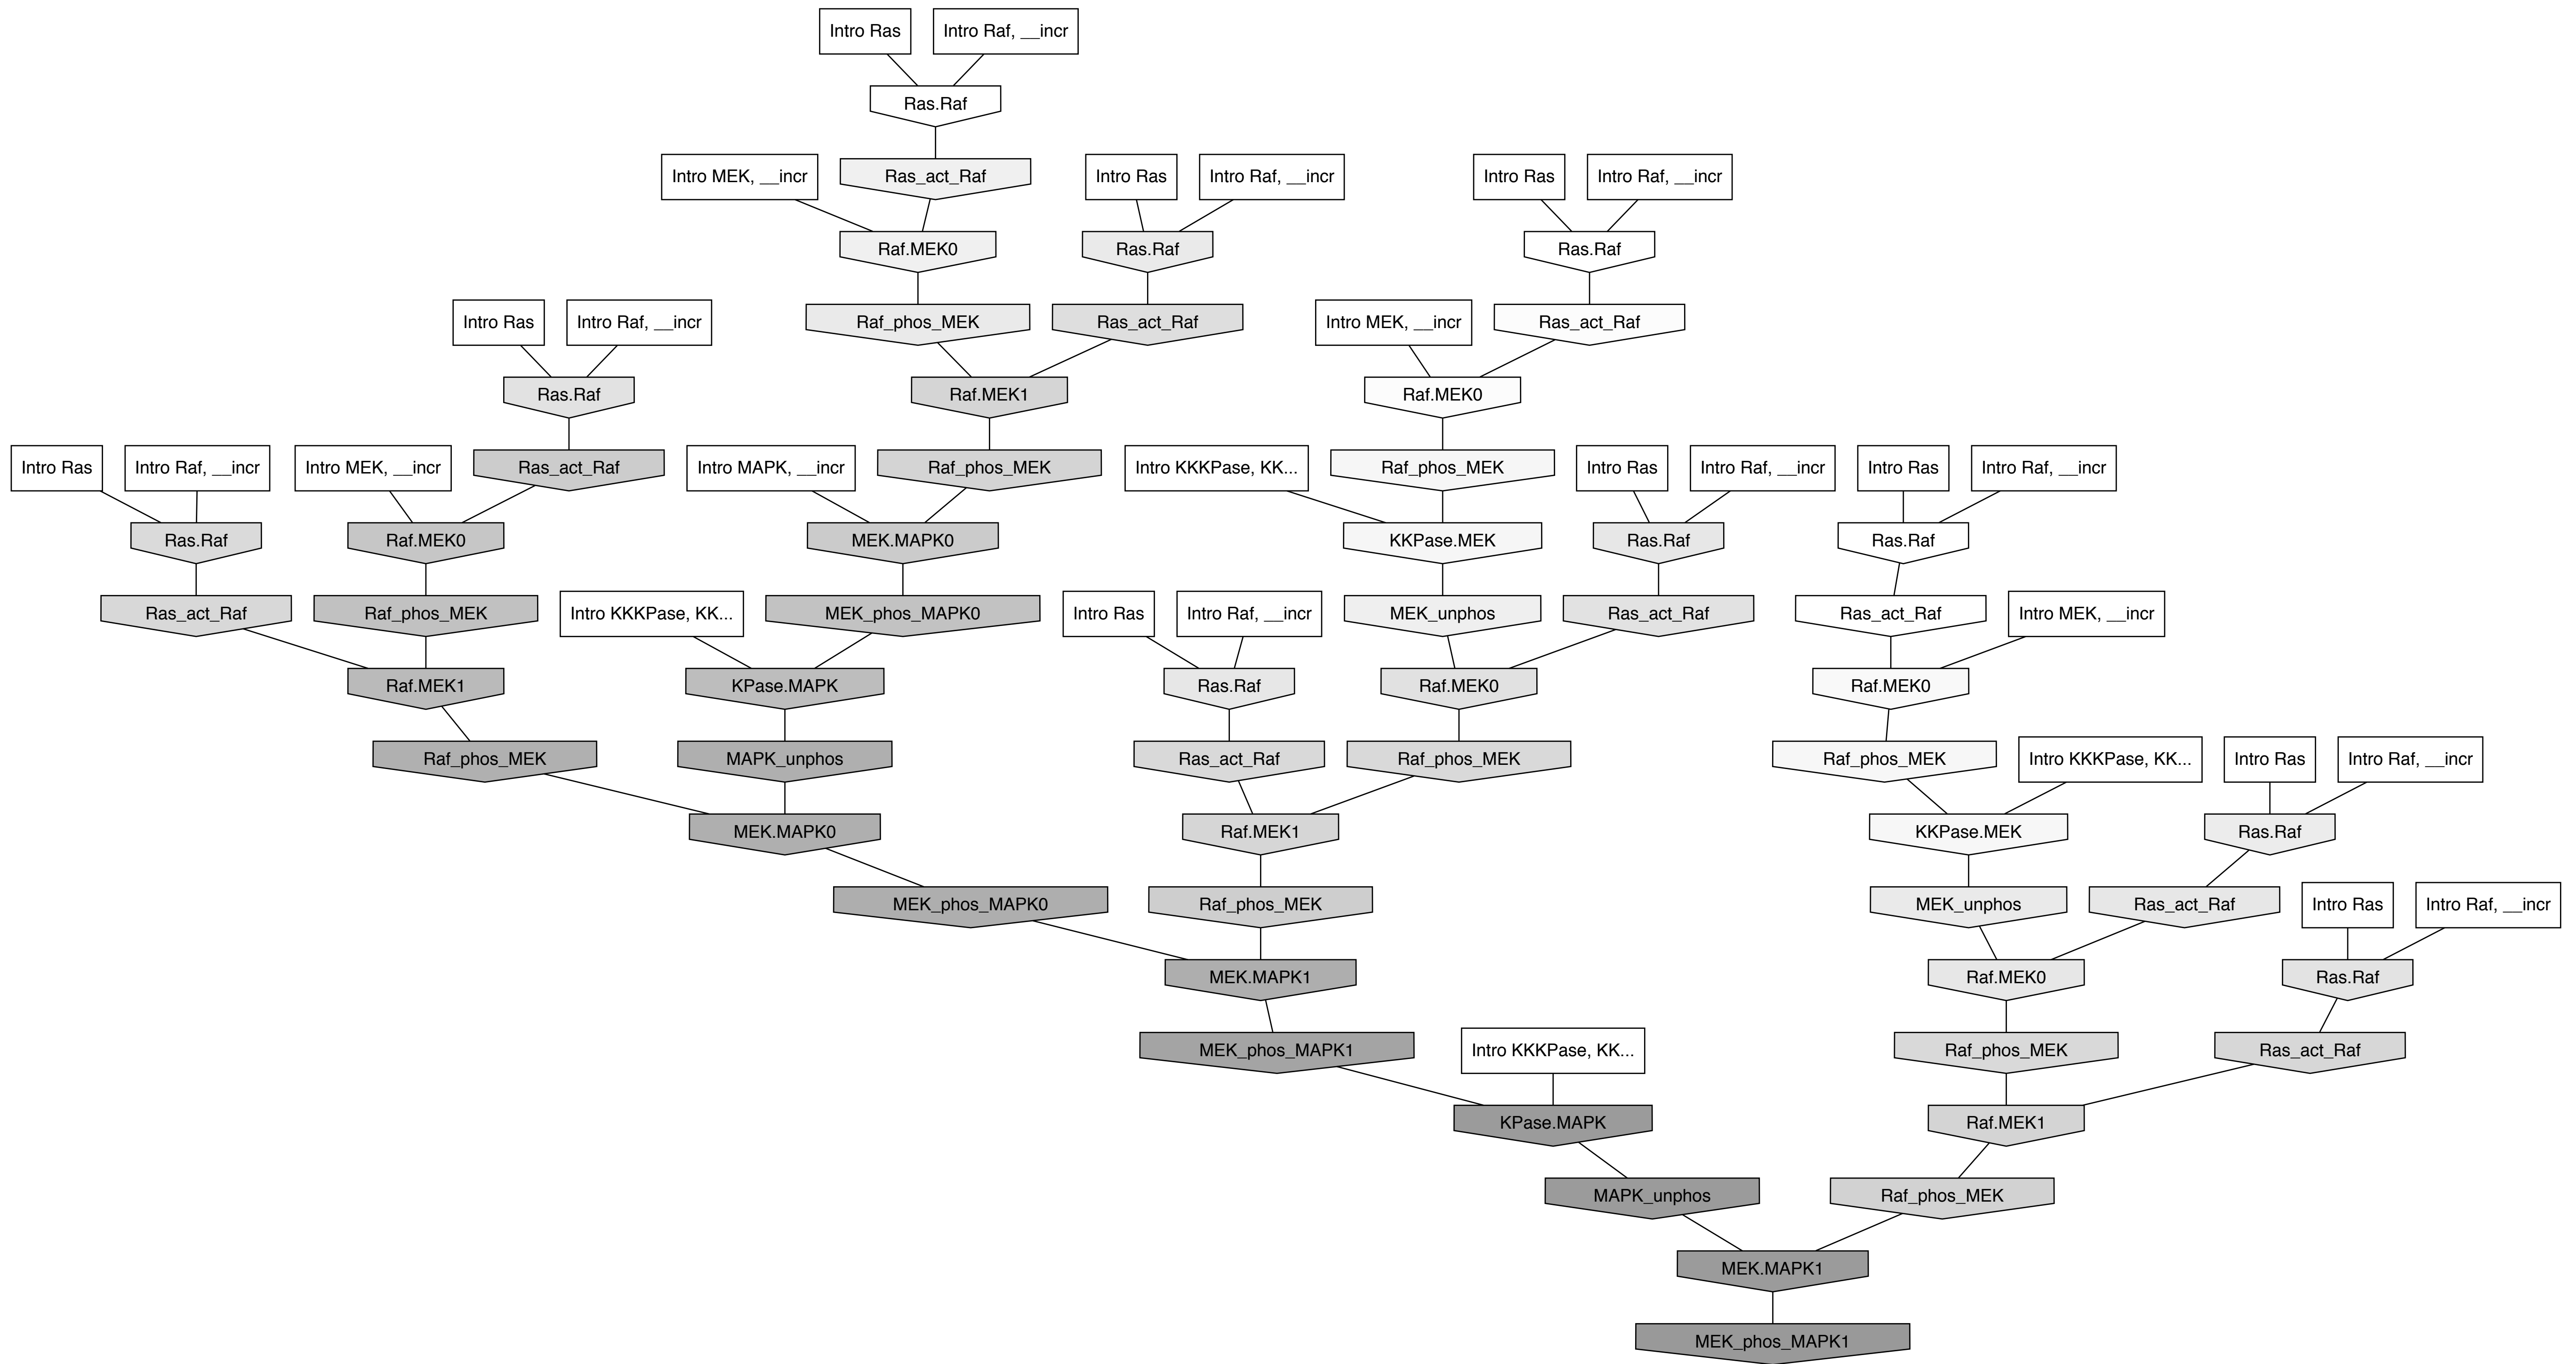 Intro Ras
Intro Raf, __incr
Ras.Raf
Intro MEK, __incr
Ras_act_Raf
Intro Ras
Intro Raf, __incr
Intro Ras
Intro Raf, __incr
Raf.MEK0
Ras.Raf
Ras.Raf
Intro Ras
Intro Raf, __incr
Raf_phos_MEK
Ras_act_Raf
Intro MEK, __incr
Ras_act_Raf
Ras.Raf
Raf.MEK1
Raf.MEK0
Intro Ras
Intro Raf, __incr
Intro MEK, __incr
Ras_act_Raf
Intro MAPK, __incr
Raf_phos_MEK
Intro KKKPase, KK...
Raf_phos_MEK
Intro Ras
Intro Raf, __incr
Intro Ras
Intro Raf, __incr
Ras.Raf
Raf.MEK0
MEK.MAPK0
KKPase.MEK
Ras.Raf
Ras.Raf
Ras_act_Raf
Raf_phos_MEK
Intro KKKPase, KK...
MEK_phos_MAPK0
Intro Ras
Intro Raf, __incr
MEK_unphos
Ras_act_Raf
Ras_act_Raf
Intro MEK, __incr
Raf.MEK1
KPase.MAPK
Ras.Raf
Raf.MEK0
Raf.MEK0
Raf_phos_MEK
MAPK_unphos
Ras_act_Raf
Raf_phos_MEK
Raf_phos_MEK
Intro KKKPase, KK...
Intro Ras
Intro Raf, __incr
MEK.MAPK0
Raf.MEK1
KKPase.MEK
Ras.Raf
MEK_phos_MAPK0
Raf_phos_MEK
MEK_unphos
Ras_act_Raf
Intro Ras
Intro Raf, __incr
MEK.MAPK1
Raf.MEK0
Ras.Raf
MEK_phos_MAPK1
Intro KKKPase, KK...
Raf_phos_MEK
Ras_act_Raf
KPase.MAPK
Raf.MEK1
MAPK_unphos
Raf_phos_MEK
MEK.MAPK1
MEK_phos_MAPK1